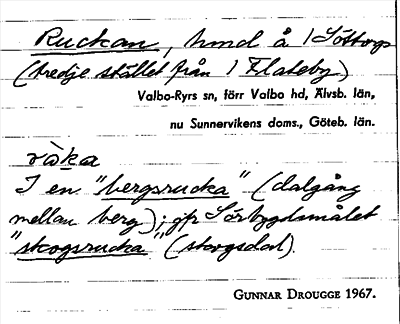 Ruckan, hmd å 1 Söttorp
(tredje stället från 1 Flateby)
Valbo-Ryrs sn, förr Valbo hd, Älvsb. län,
nu Sunnervikens doms., Göteb. län.
ràka
I en "bergsrucka" (dalgång
mellan berg); jfr Sörbygdsmålet
"skogsrucka" (skogsdal).
GUNNAR DROUGGE 1967.